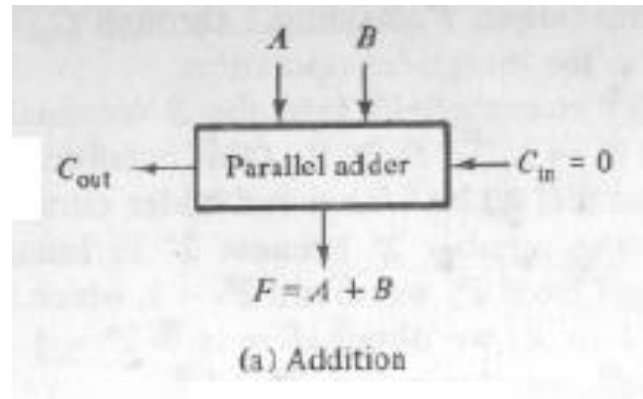 A B
C_out Parallel adder C_in = 0
F = A + B
(a) Addition